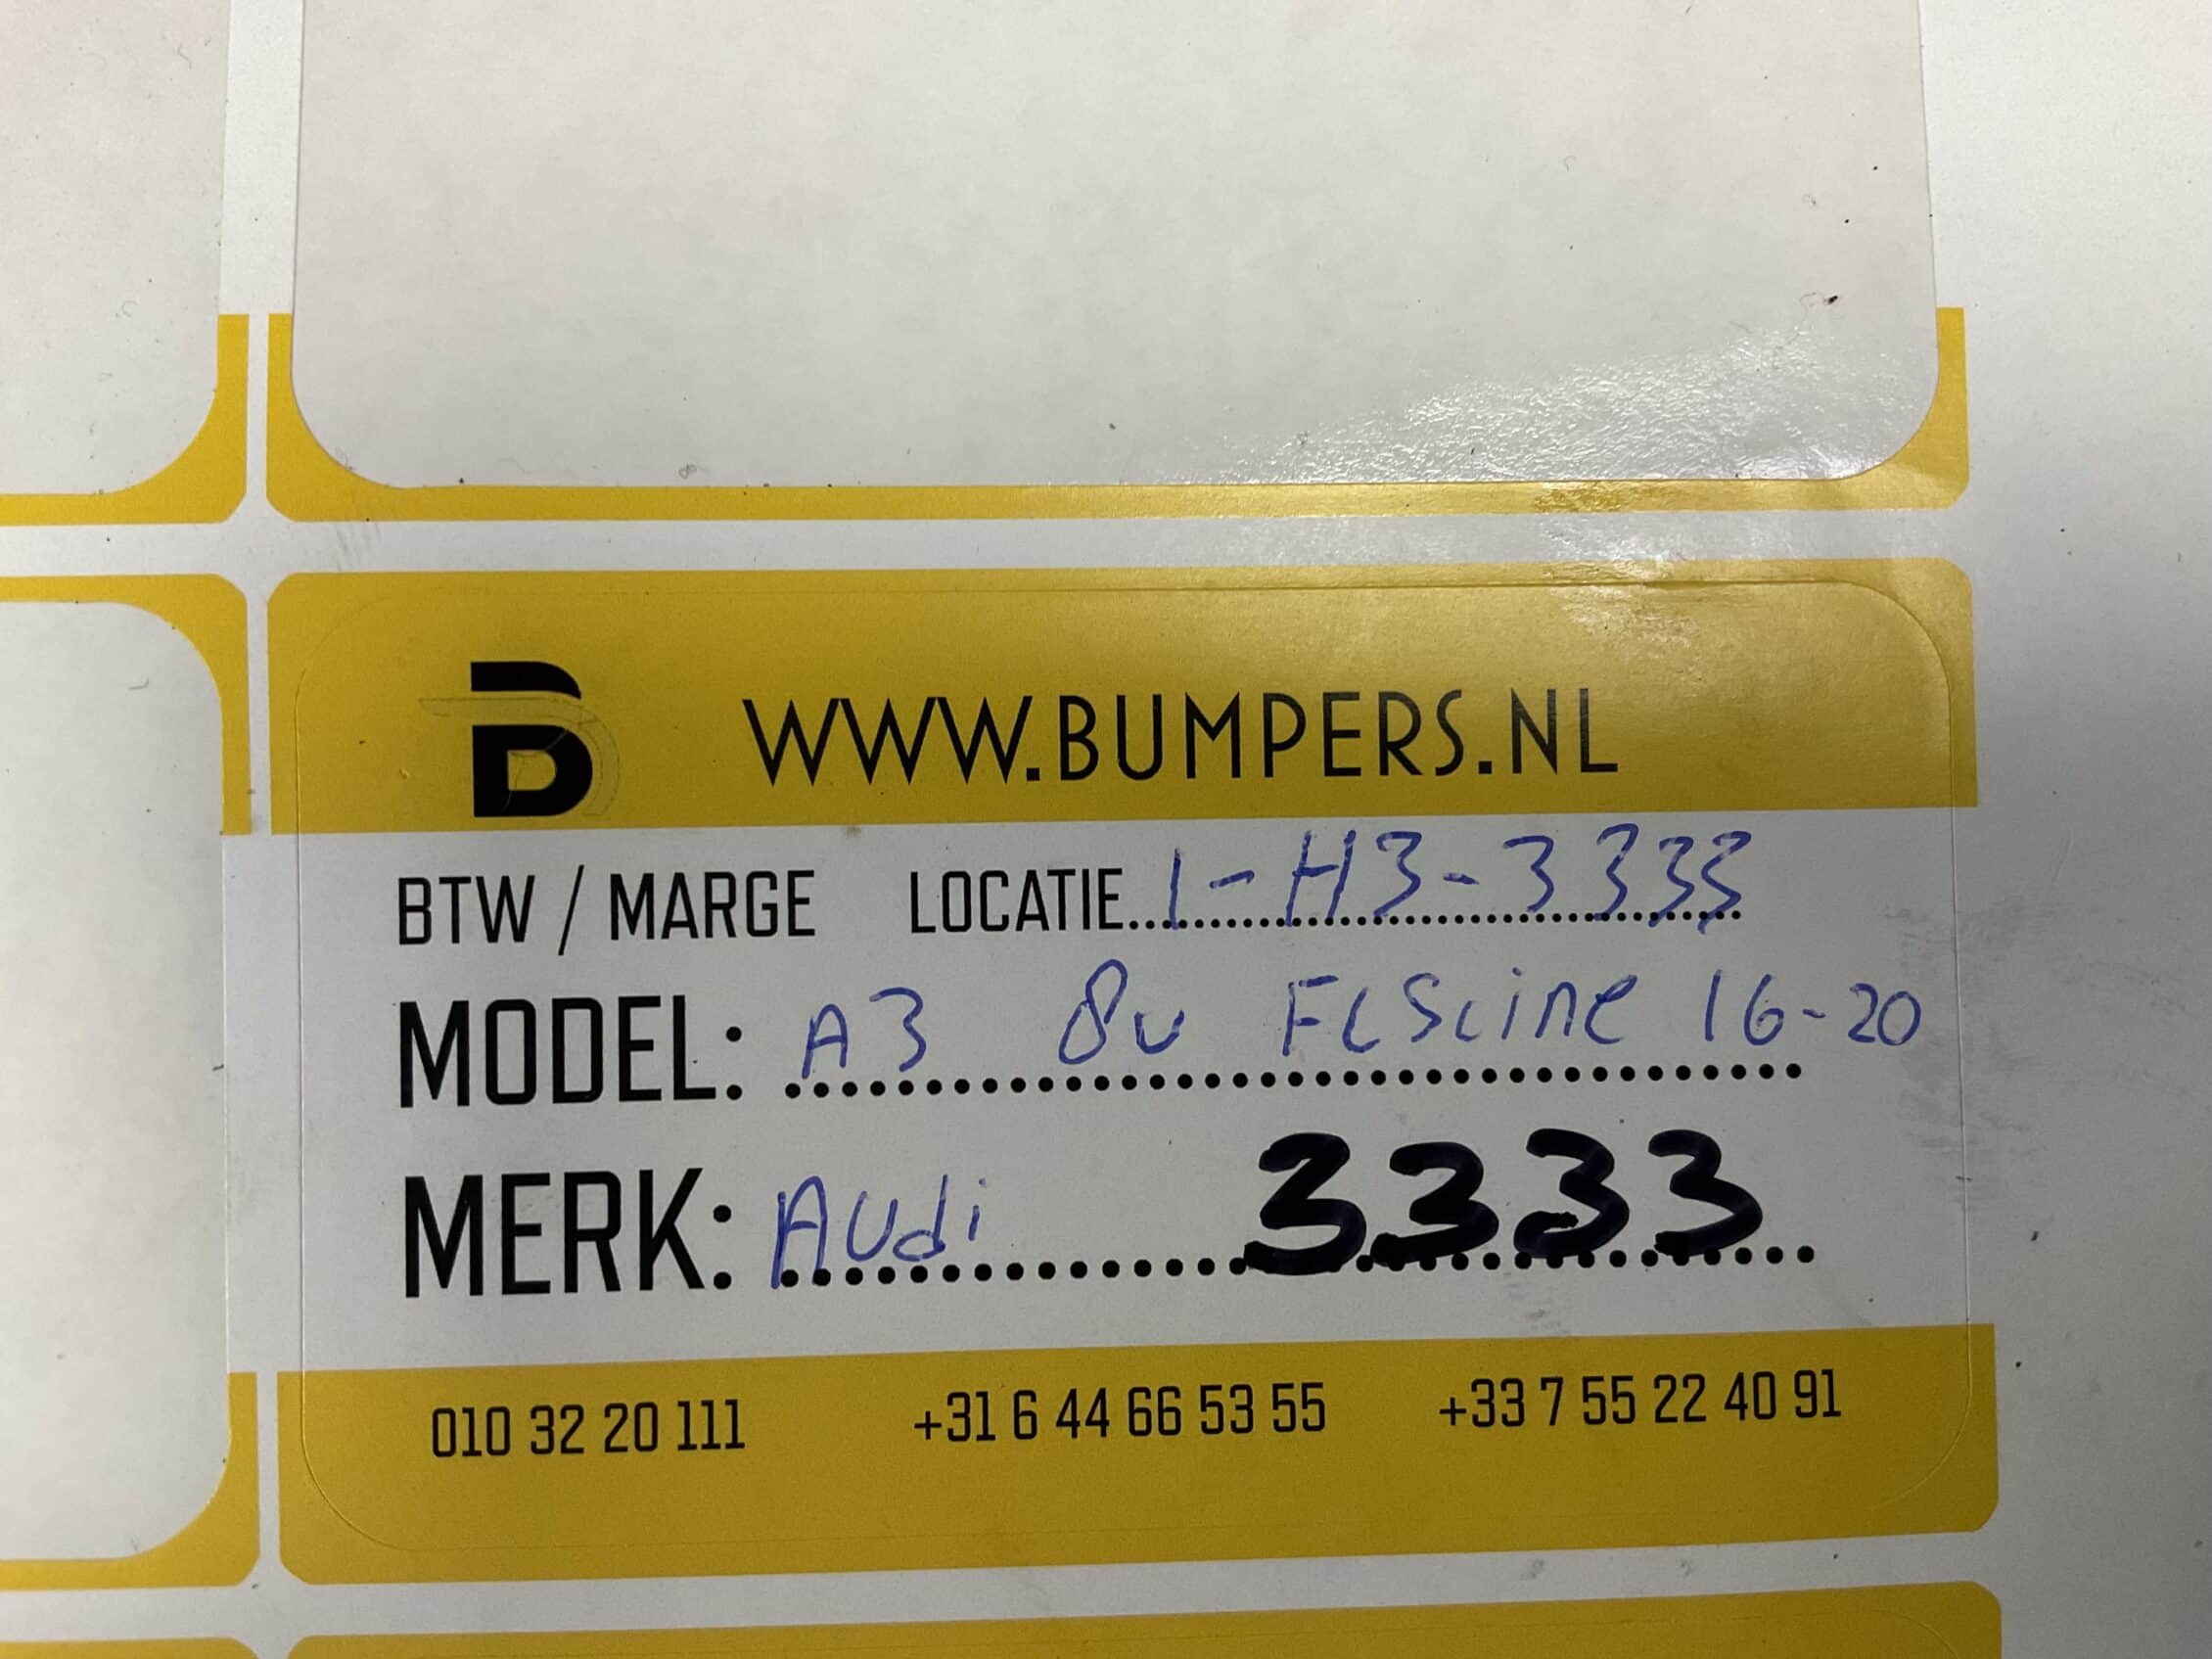 B WWW.BUMPERS.NL
BTW / MARGE LOCATIE 1-H3-3333
MODEL: A3 8v FLSline 16-20
MERK: Audi 3333
010 32 20 111 +31 6 44 66 53 55 +33 7 55 22 40 91